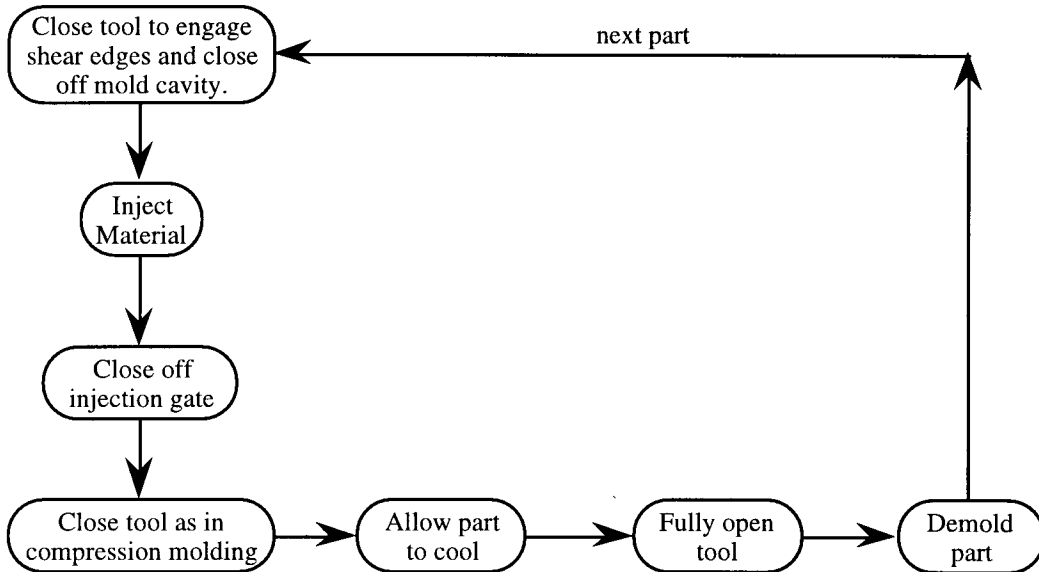 Close tool to engage
shear edges and close
off mold cavity.
next part
Inject
Material
Close off
injection gate
Close tool as in
compression molding
Allow part
to cool
Fully open
tool
Demold
part